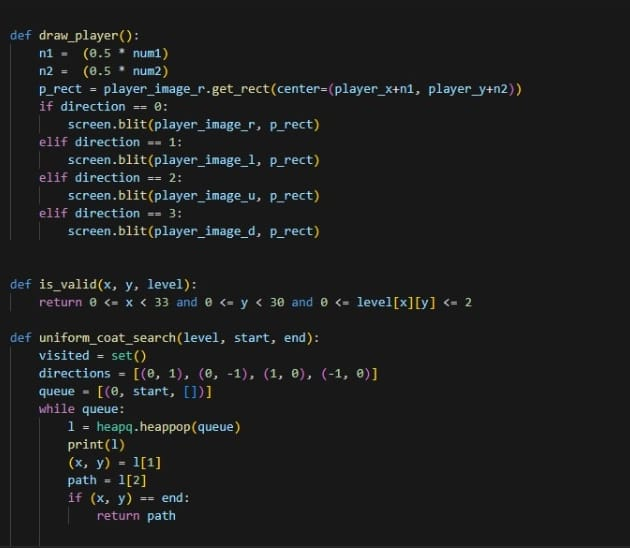 def draw_player():
    n1 =  (0.5 * num1)
    n2 =  (0.5 * num2)
    p_rect = player_image_r.get_rect(center=(player_x+n1, player_y+n2))
    if direction == 0:
        screen.blit(player_image_r, p_rect)
    elif direction == 1:
        screen.blit(player_image_l, p_rect)
    elif direction == 2:
        screen.blit(player_image_u, p_rect)
    elif direction == 3:
        screen.blit(player_image_d, p_rect)
def is_valid(x, y, level):
    return 0 <= x < 33 and 0 <= y < 30 and 0 <= level[x][y] <= 2
def uniform_coat_search(level, start, end):
    visited = set()
    directions = [(0, 1), (0, -1), (1, 0), (-1, 0)]
    queue = [(0, start, [])]
    while queue:
        l = heapq.heappop(queue)
        print(l)
        (x, y) = l[1]
        path = l[2]
        if (x, y) == end:
            return path